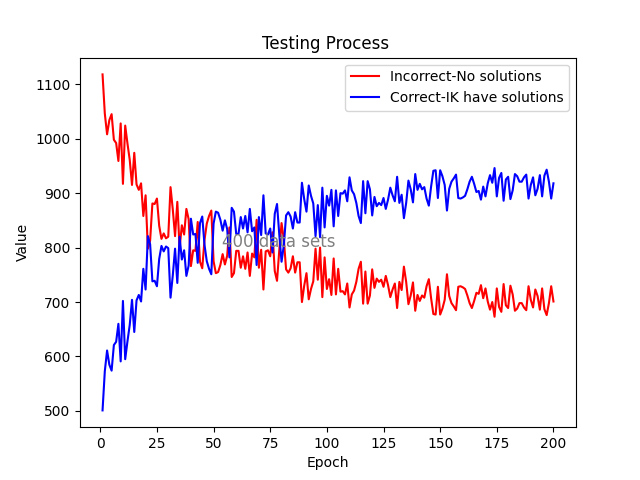 Testing Process
Incorrect-No solutions
Correct-IK have solutions
Value
1100
1000
900
800
700
600
500
400 data sets
0
25
50
75
100
125
150
175
200
Epoch